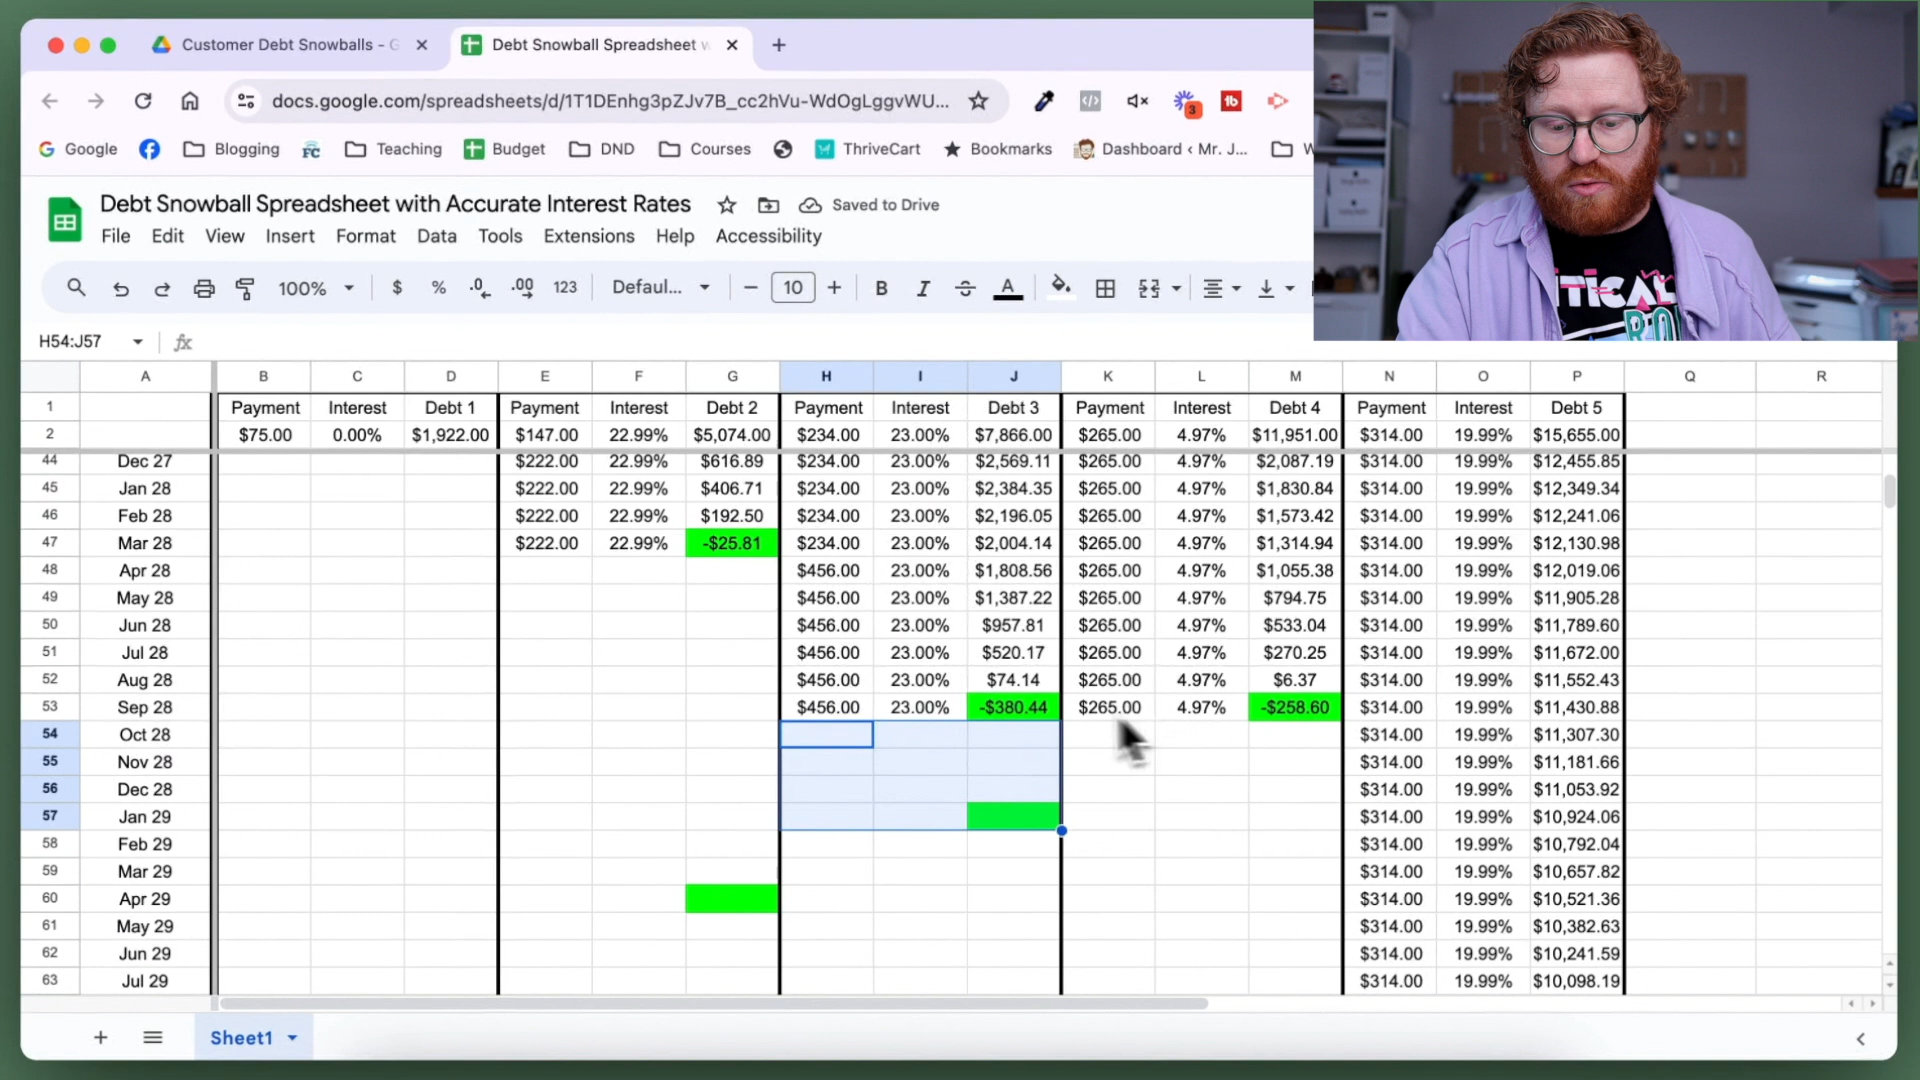 Customer Debt Snowballs - G
Debt Snowball Spreadsheet w
docs.google.com/spreadsheets/d/1T1DEnhg3pZJv7B_cc2hVu-WdOgLggvWU...
3
tb
Google
Blogging
FC
Teaching
Budget
DND
Courses
ThriveCart
Bookmarks
Dashboard ‹ Mr. J...
W
Debt Snowball Spreadsheet with Accurate Interest Rates
Saved to Drive
File Edit View Insert Format Data Tools Extensions Help Accessibility
100% $ % .0 .00 123 Defaul... − 10 + B I S A
H54:J57 fx
A B C D E F G H I J K L M N O P Q R
1 Payment Interest Debt 1 Payment Interest Debt 2 Payment Interest Debt 3 Payment Interest Debt 4 Payment Interest Debt 5
2 $75.00 0.00% $1,922.00 $147.00 22.99% $5,074.00 $234.00 23.00% $7,866.00 $265.00 4.97% $11,951.00 $314.00 19.99% $15,655.00
44 Dec 27 $222.00 22.99% $616.89 $234.00 23.00% $2,569.11 $265.00 4.97% $2,087.19 $314.00 19.99% $12,455.85
45 Jan 28 $222.00 22.99% $406.71 $234.00 23.00% $2,384.35 $265.00 4.97% $1,830.84 $314.00 19.99% $12,349.34
46 Feb 28 $222.00 22.99% $192.50 $234.00 23.00% $2,196.05 $265.00 4.97% $1,573.42 $314.00 19.99% $12,241.06
47 Mar 28 $222.00 22.99% -$25.81 $234.00 23.00% $2,004.14 $265.00 4.97% $1,314.94 $314.00 19.99% $12,130.98
48 Apr 28 $456.00 23.00% $1,808.56 $265.00 4.97% $1,055.38 $314.00 19.99% $12,019.06
49 May 28 $456.00 23.00% $1,387.22 $265.00 4.97% $794.75 $314.00 19.99% $11,905.28
50 Jun 28 $456.00 23.00% $957.81 $265.00 4.97% $533.04 $314.00 19.99% $11,789.60
51 Jul 28 $456.00 23.00% $520.17 $265.00 4.97% $270.25 $314.00 19.99% $11,672.00
52 Aug 28 $456.00 23.00% $74.14 $265.00 4.97% $6.37 $314.00 19.99% $11,552.43
53 Sep 28 $456.00 23.00% -$380.44 $265.00 4.97% -$258.60 $314.00 19.99% $11,430.88
54 Oct 28 $314.00 19.99% $11,307.30
55 Nov 28 $314.00 19.99% $11,181.66
56 Dec 28 $314.00 19.99% $11,053.92
57 Jan 29 $314.00 19.99% $10,924.06
58 Feb 29 $314.00 19.99% $10,792.04
59 Mar 29 $314.00 19.99% $10,657.82
60 Apr 29 $314.00 19.99% $10,521.36
61 May 29 $314.00 19.99% $10,382.63
62 Jun 29 $314.00 19.99% $10,241.59
63 Jul 29 $314.00 19.99% $10,098.19
Sheet1